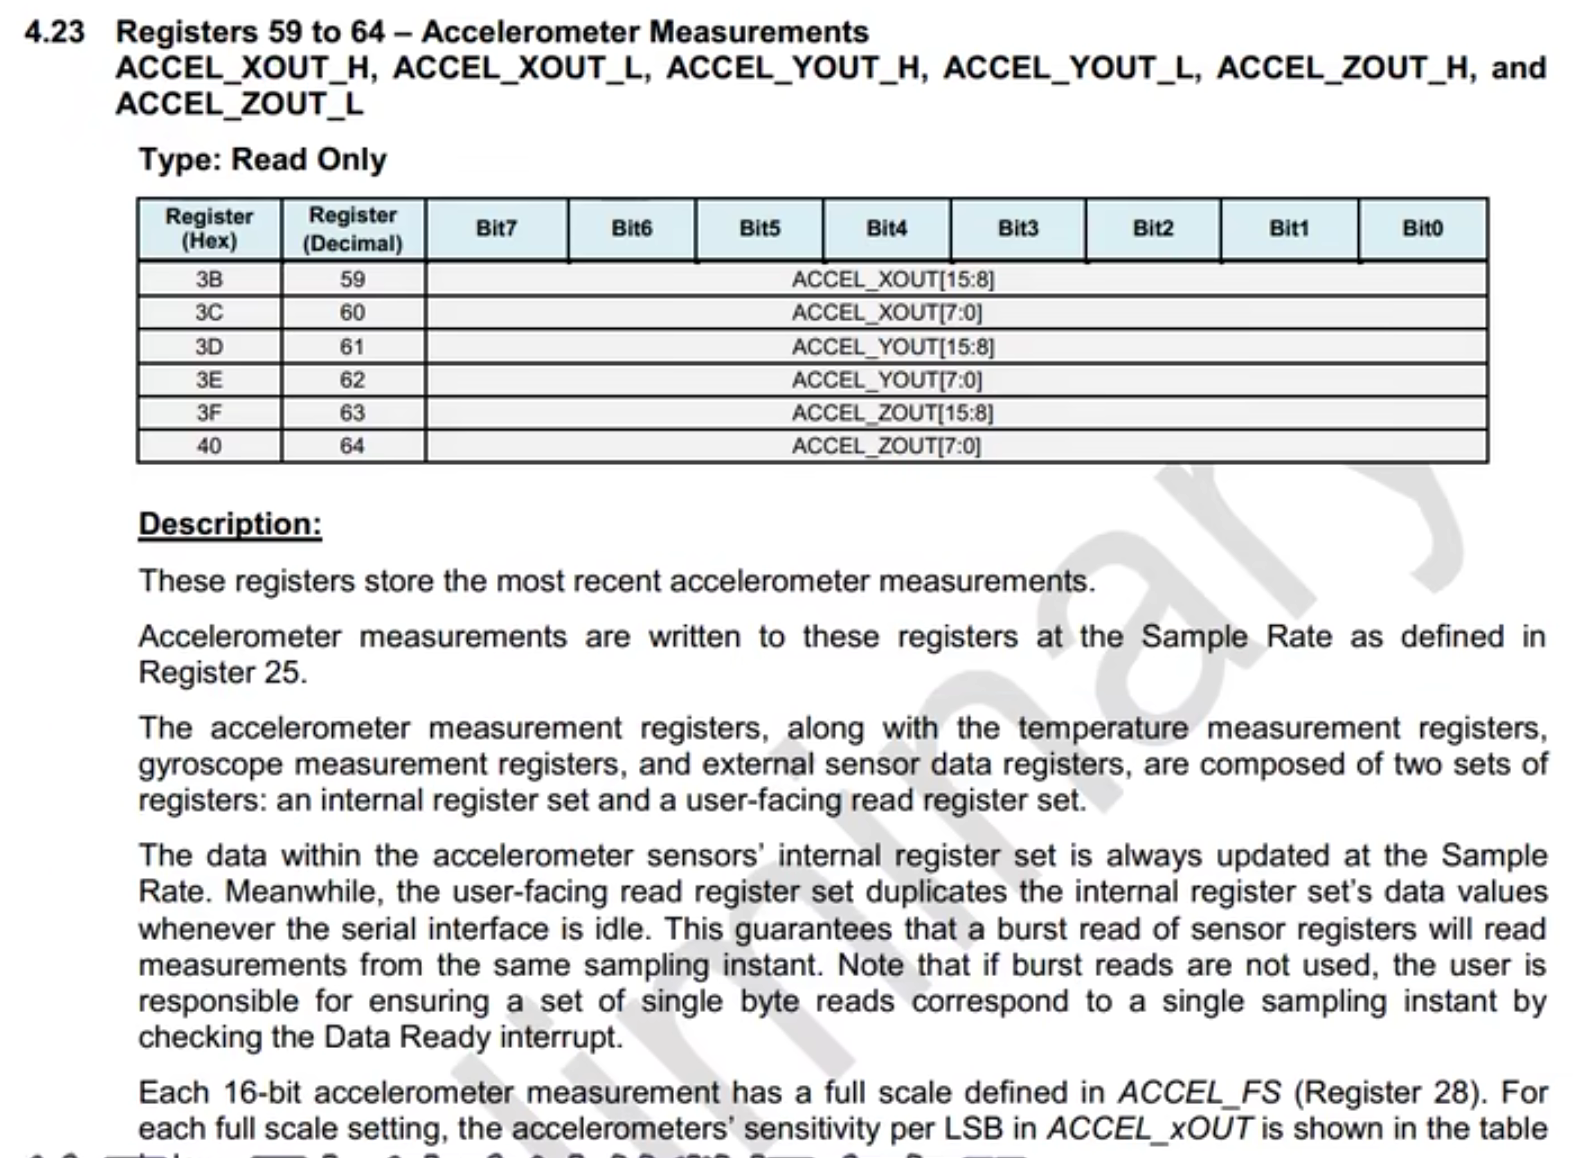 4.23 Registers 59 to 64 – Accelerometer Measurements
ACCEL_XOUT_H, ACCEL_XOUT_L, ACCEL_YOUT_H, ACCEL_YOUT_L, ACCEL_ZOUT_H, and
ACCEL_ZOUT_L
Type: Read Only
Register (Hex) Register (Decimal) Bit7 Bit6 Bit5 Bit4 Bit3 Bit2 Bit1 Bit0
3B 59 ACCEL_XOUT[15:8]
3C 60 ACCEL_XOUT[7:0]
3D 61 ACCEL_YOUT[15:8]
3E 62 ACCEL_YOUT[7:0]
3F 63 ACCEL_ZOUT[15:8]
40 64 ACCEL_ZOUT[7:0]
Description:
These registers store the most recent accelerometer measurements.
Accelerometer measurements are written to these registers at the Sample Rate as defined in
Register 25.
The accelerometer measurement registers, along with the temperature measurement registers,
gyroscope measurement registers, and external sensor data registers, are composed of two sets of
registers: an internal register set and a user-facing read register set.
The data within the accelerometer sensors’ internal register set is always updated at the Sample
Rate. Meanwhile, the user-facing read register set duplicates the internal register set’s data values
whenever the serial interface is idle. This guarantees that a burst read of sensor registers will read
measurements from the same sampling instant. Note that if burst reads are not used, the user is
responsible for ensuring a set of single byte reads correspond to a single sampling instant by
checking the Data Ready interrupt.
Each 16-bit accelerometer measurement has a full scale defined in ACCEL_FS (Register 28). For
each full scale setting, the accelerometers’ sensitivity per LSB in ACCEL_xOUT is shown in the table